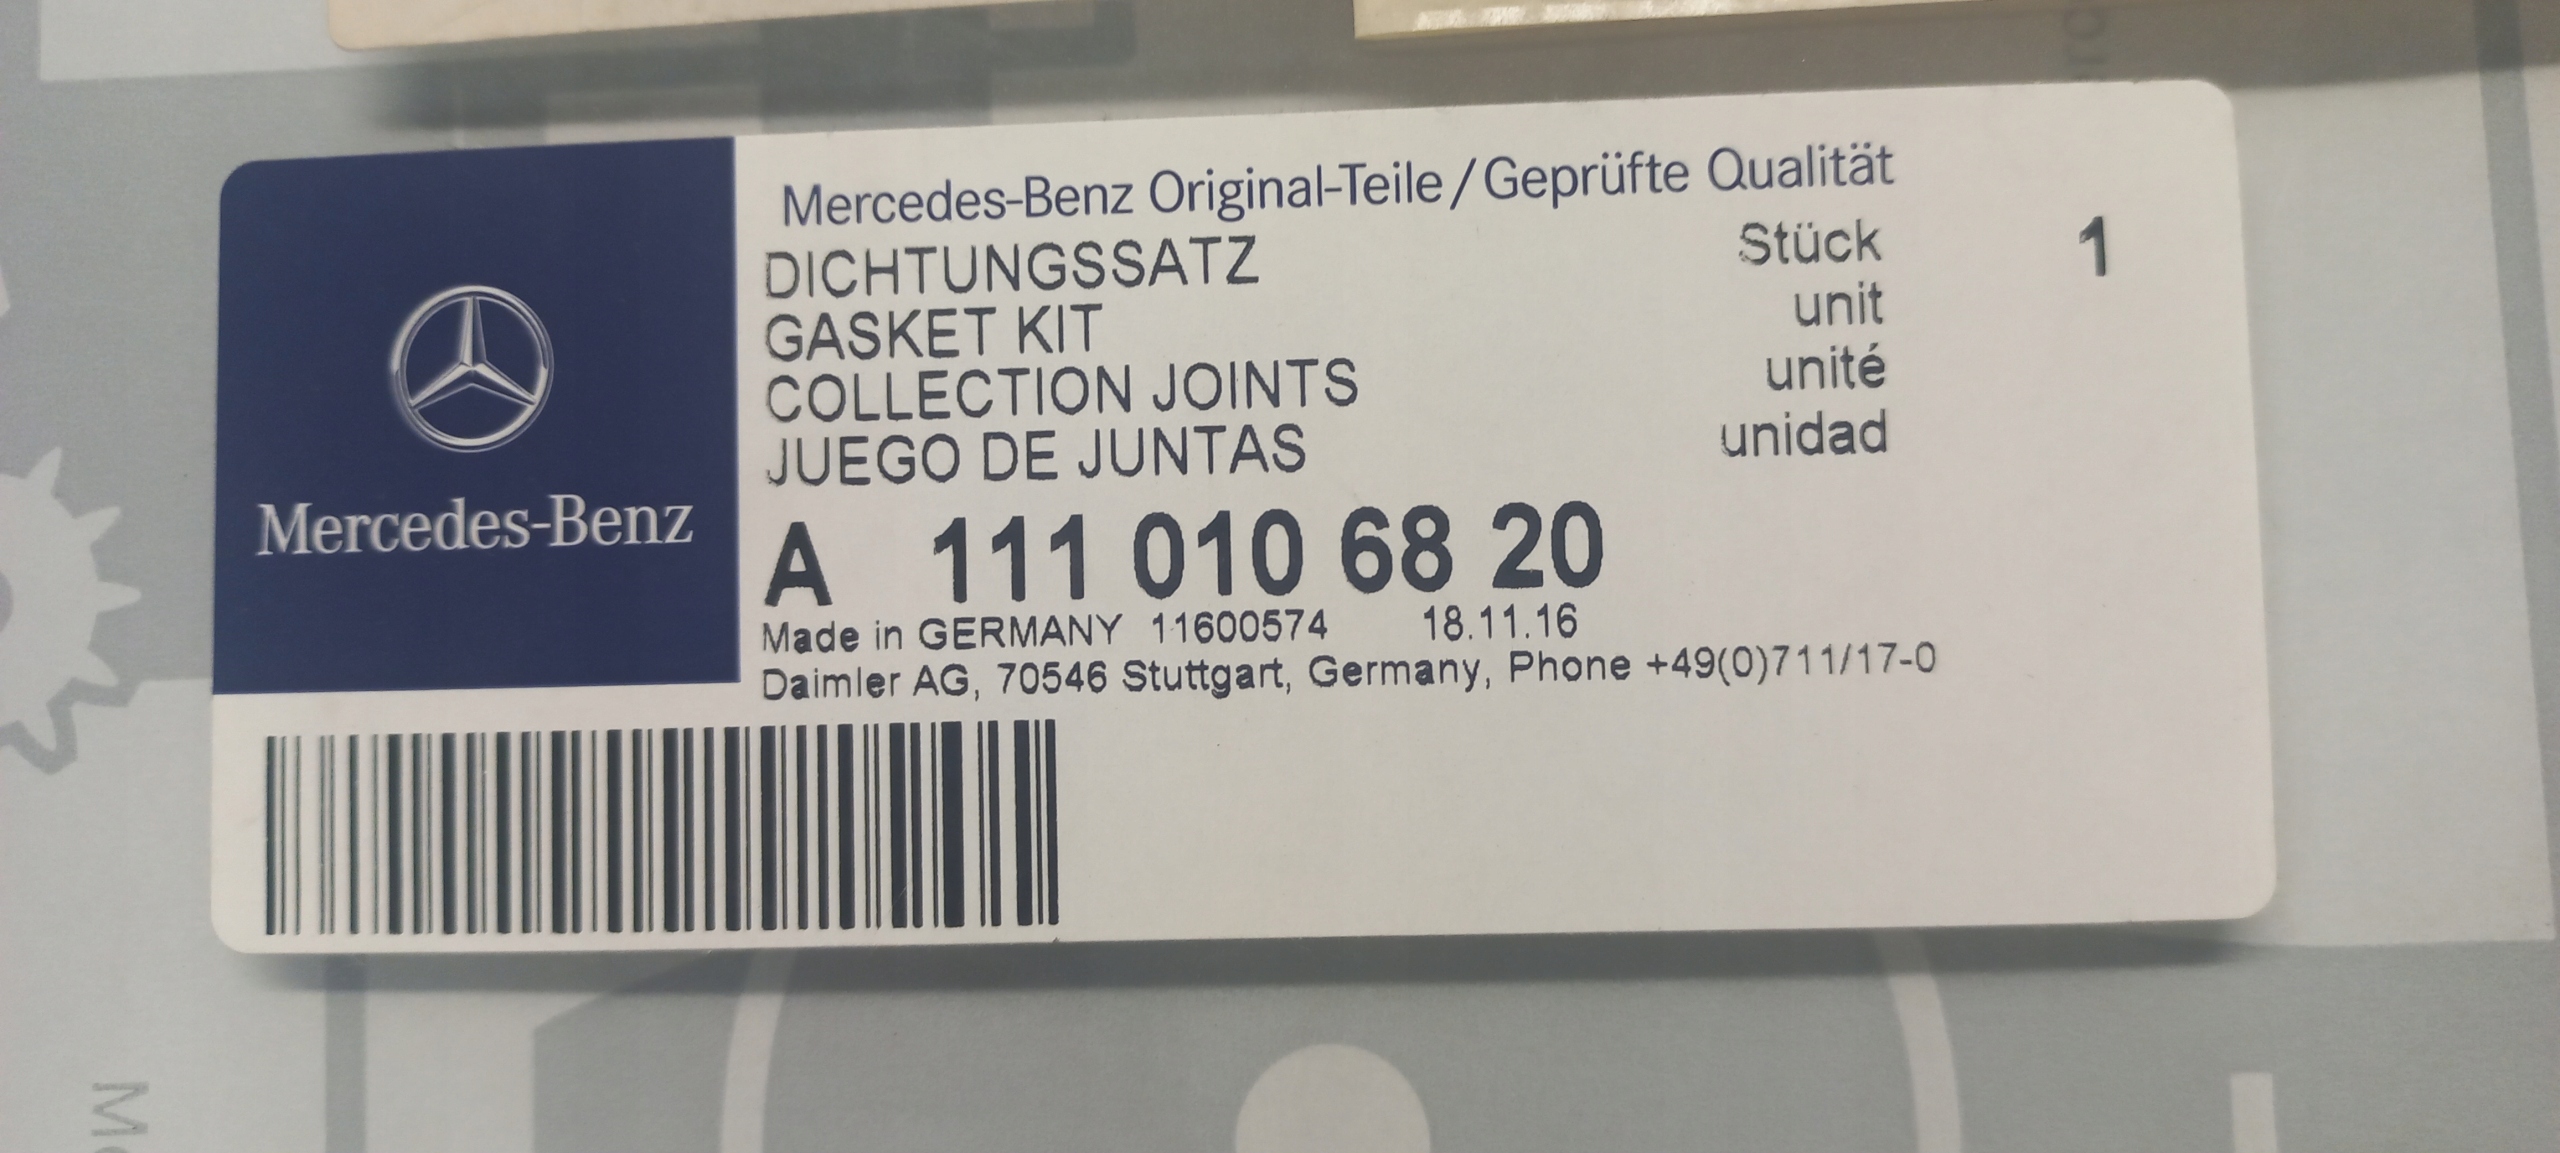 Mercedes-Benz
Mercedes-Benz Original-Teile/Geprüfte Qualität
DICHTUNGSSATZ
GASKET KIT
COLLECTION JOINTS
JUEGO DE JUNTAS
Stück 1
unit
unité
unidad
A 111 010 68 20
Made in GERMANY 11600574 18.11.16
Daimler AG, 70546 Stuttgart, Germany, Phone +49(0)711/17-0